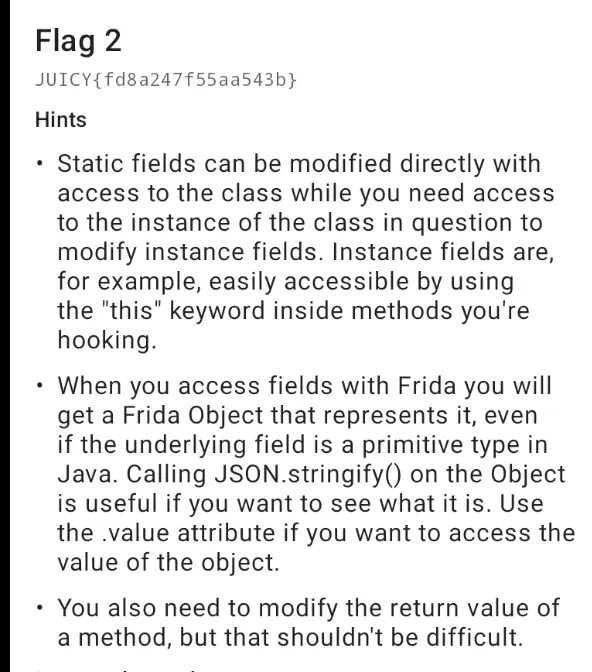 Flag 2
JUICY{fd8a247f55aa543b}
Hints
• Static fields can be modified directly with
access to the class while you need access
to the instance of the class in question to
modify instance fields. Instance fields are,
for example, easily accessible by using
the "this" keyword inside methods you're
hooking.
• When you access fields with Frida you will
get a Frida Object that represents it, even
if the underlying field is a primitive type in
Java. Calling JSON.stringify() on the Object
is useful if you want to see what it is. Use
the .value attribute if you want to access the
value of the object.
• You also need to modify the return value of
a method, but that shouldn't be difficult.